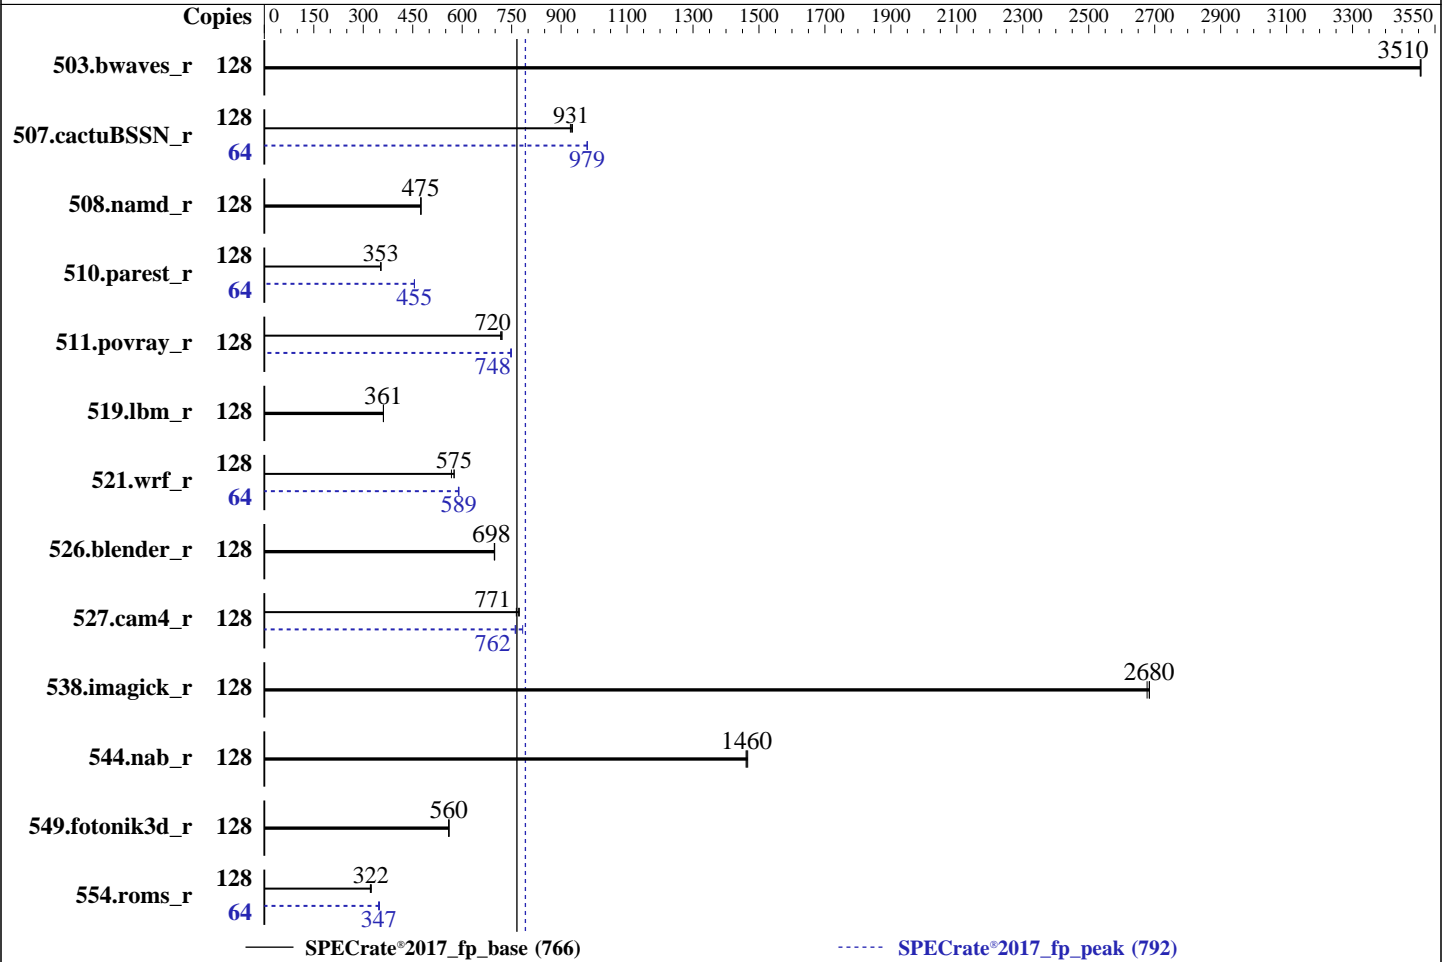 Copies 0 150 300 450 600 750 900 1100 1300 1500 1700 1900 2100 2300 2500 2700 2900 3100 3300 3550
503.bwaves_r 128 3510
507.cactuBSSN_r 128 931
64 979
508.namd_r 128 475
510.parest_r 128 353
64 455
511.povray_r 128 720
748
519.lbm_r 128 361
521.wrf_r 128 575
64 589
526.blender_r 128 698
527.cam4_r 128 771
762
538.imagick_r 128 2680
544.nab_r 128 1460
549.fotonik3d_r 128 560
554.roms_r 128 322
64 347
SPECrate®2017_fp_base (766) SPECrate®2017_fp_peak (792)